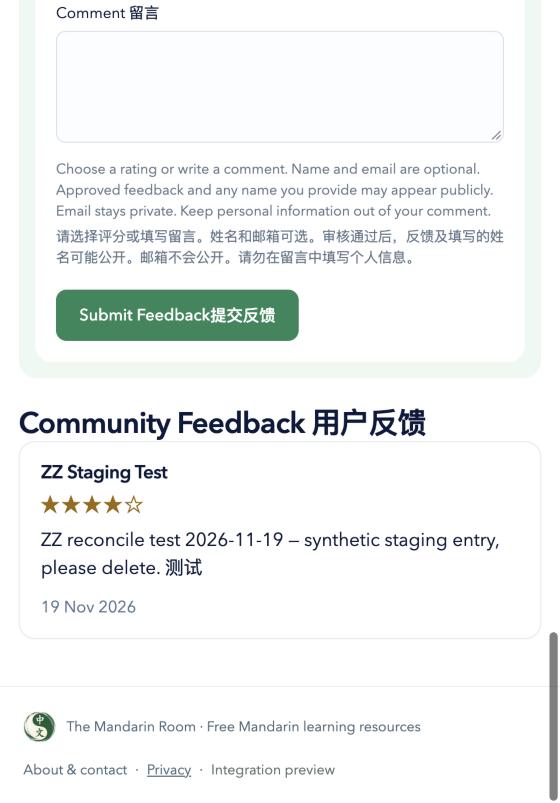 Comment 留言
Choose a rating or write a comment. Name and email are optional.
Approved feedback and any name you provide may appear publicly.
Email stays private. Keep personal information out of your comment.
请选择评分或填写留言。姓名和邮箱可选。审核通过后，反馈及填写的姓
名可能公开。邮箱不会公开。请勿在留言中填写个人信息。
Submit Feedback提交反馈
Community Feedback 用户反馈
ZZ Staging Test
★★★★☆
ZZ reconcile test 2026-11-19 – synthetic staging entry,
please delete. 测试
19 Nov 2026
中
文
The Mandarin Room · Free Mandarin learning resources
About & contact · Privacy · Integration preview